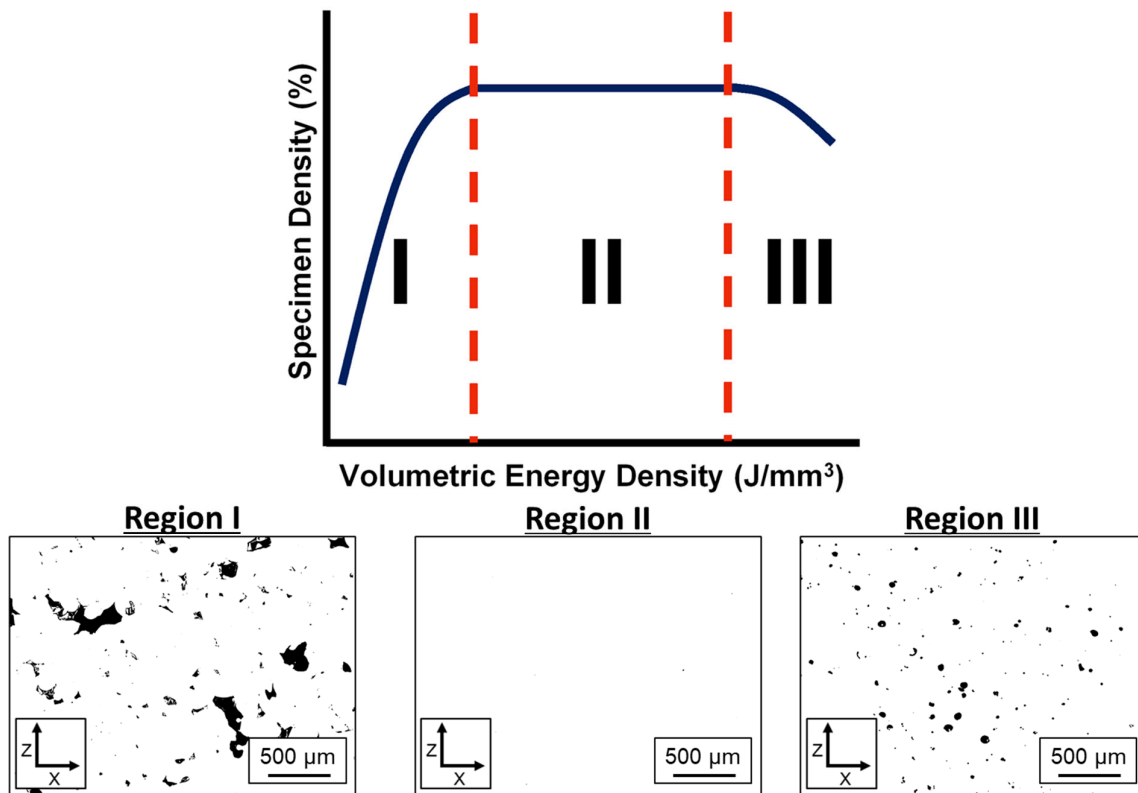 Specimen Density (%)
I
II
III
Volumetric Energy Density (J/mm³)
Region I
Region II
Region III
Z
X
500 µm
Z
X
500 µm
Z
X
500 µm